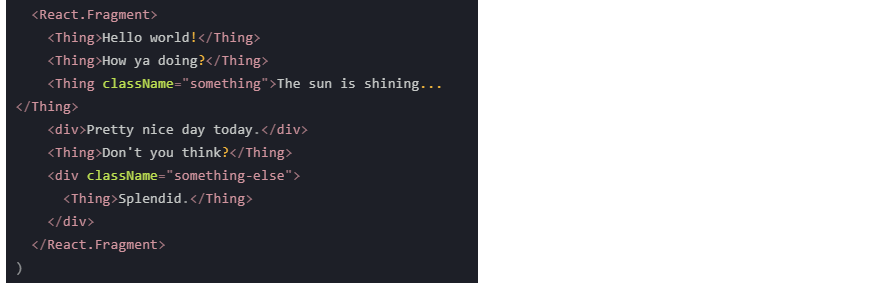 <React.Fragment>
<Thing>Hello world!</Thing>
<Thing>How ya doing?</Thing>
<Thing className="something">The sun is shining...
</Thing>
<div>Pretty nice day today.</div>
<Thing>Don't you think?</Thing>
<div className="something-else">
<Thing>Splendid.</Thing>
</div>
</React.Fragment>
)